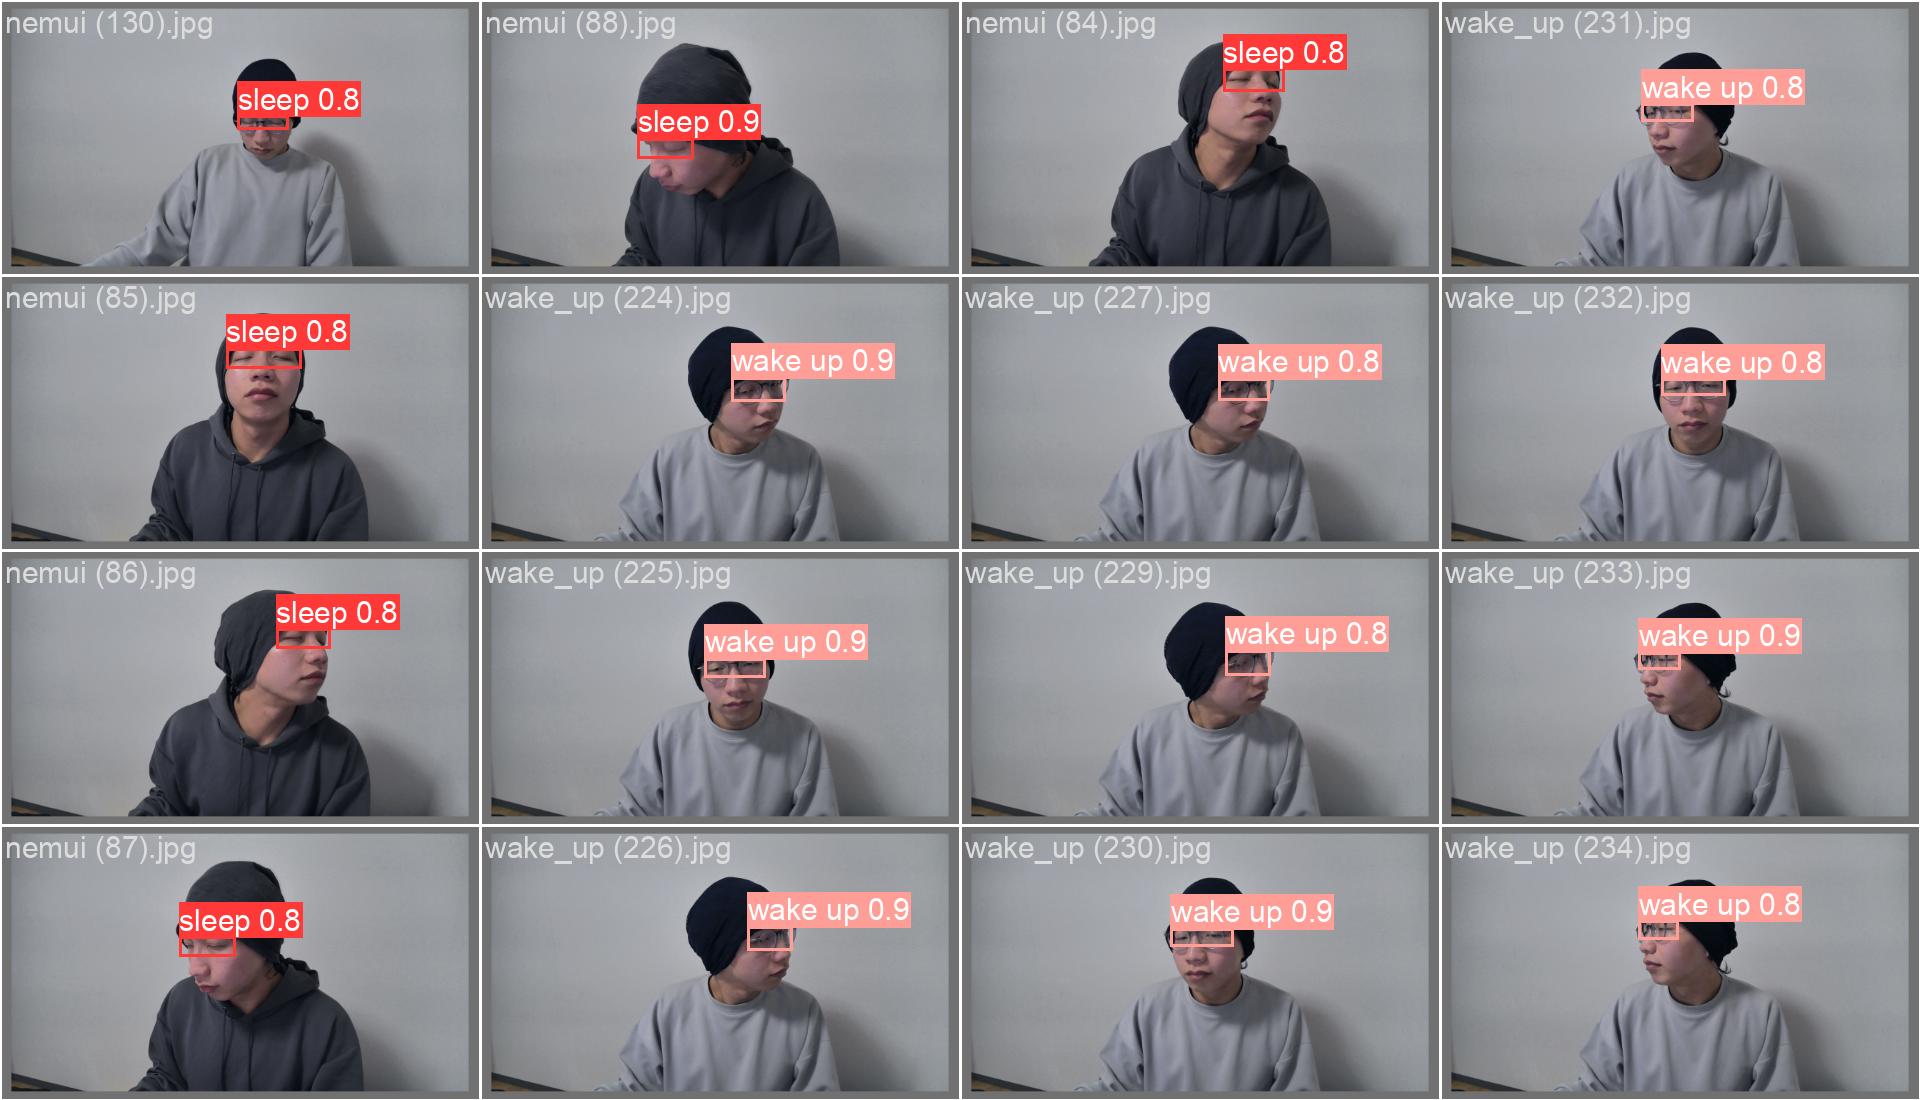 nemui (130).jpg
sleep 0.8
nemui (88).jpg
sleep 0.9
nemui (84).jpg
sleep 0.8
wake_up (231).jpg
wake up 0.8
nemui (85).jpg
sleep 0.8
wake_up (224).jpg
wake up 0.9
wake_up (227).jpg
wake up 0.8
wake_up (232).jpg
wake up 0.8
nemui (86).jpg
sleep 0.8
wake_up (225).jpg
wake up 0.9
wake_up (229).jpg
wake up 0.8
wake_up (233).jpg
wake up 0.9
nemui (87).jpg
sleep 0.8
wake_up (226).jpg
wake up 0.9
wake_up (230).jpg
wake up 0.9
wake_up (234).jpg
wake up 0.8